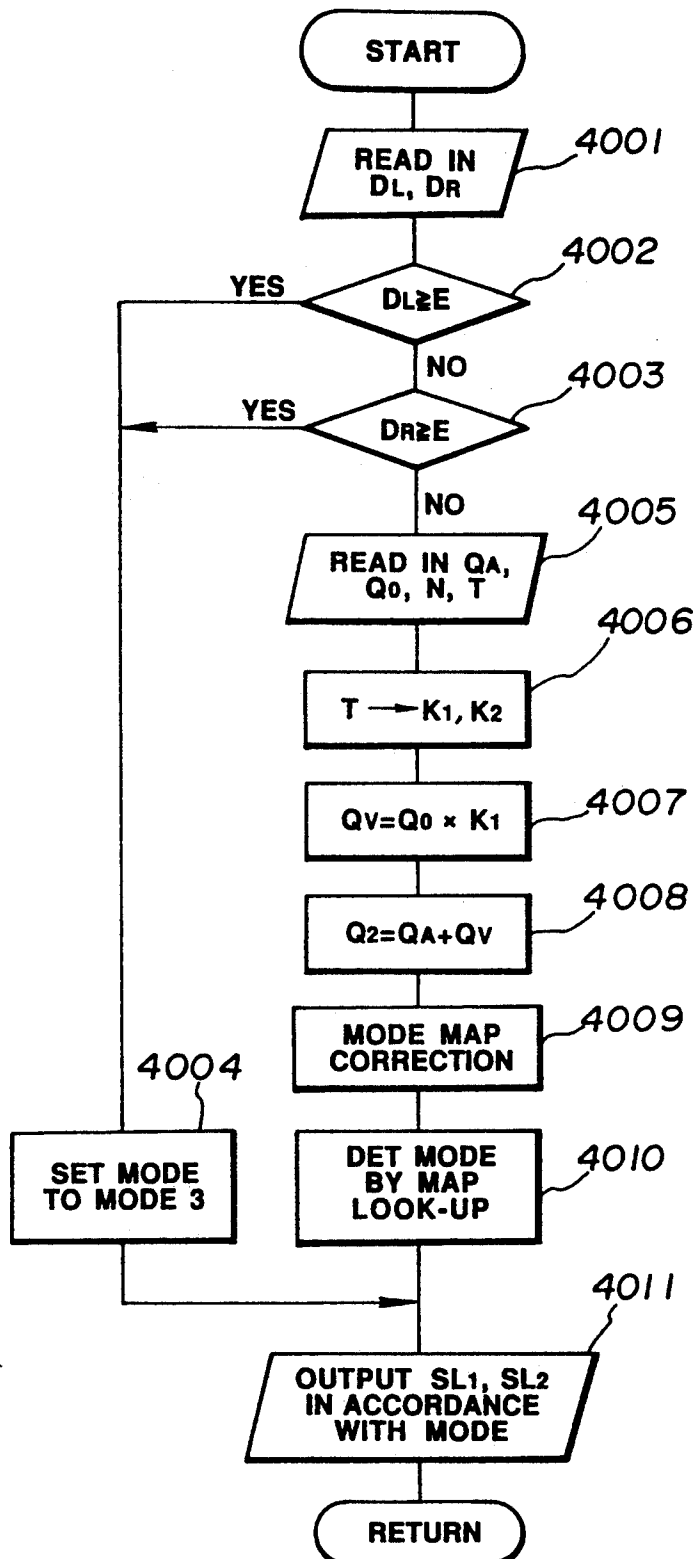 START
4001
READ IN
DL, DR
4002
YES
DL≧E
NO
4003
YES
DR≧E
NO
4005
READ IN QA,
Q0, N, T
4006
T → K1, K2
4007
QV=Q0 × K1
4008
Q2=QA+QV
4009
MODE MAP
CORRECTION
4004
SET MODE
TO MODE 3
4010
DET MODE
BY MAP
LOOK-UP
4011
OUTPUT SL1, SL2
IN ACCORDANCE
WITH MODE
RETURN